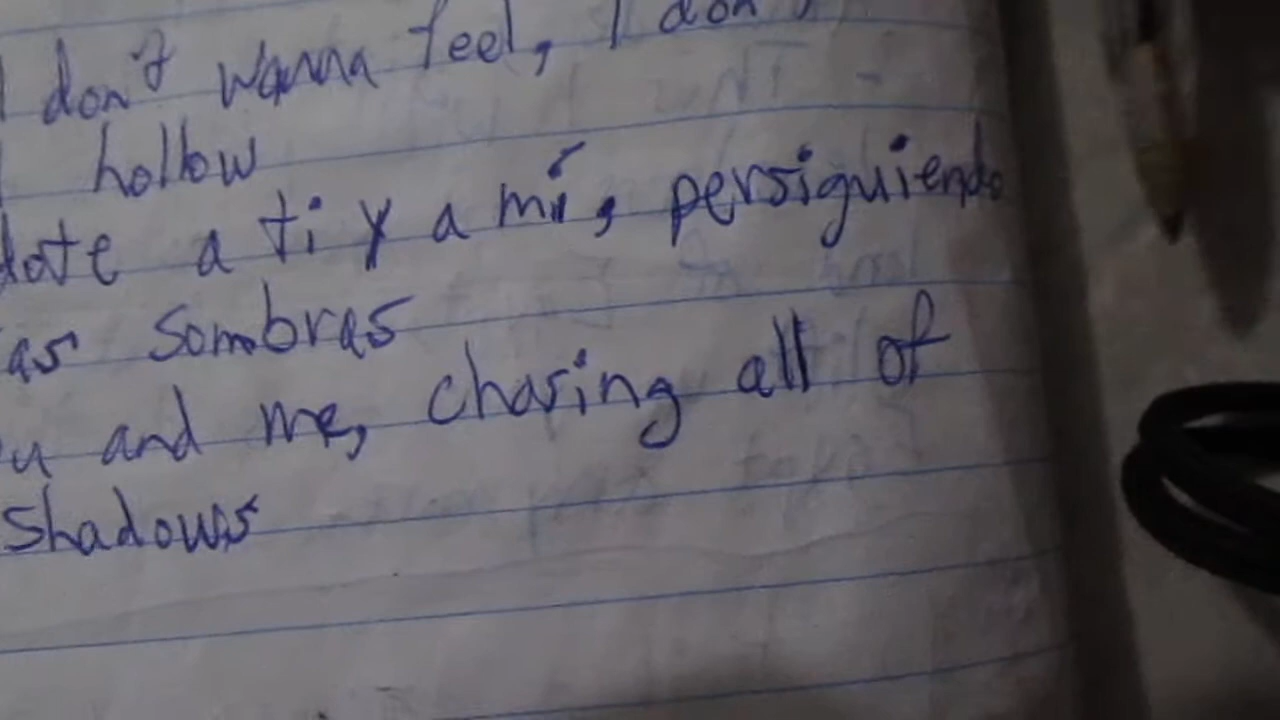 don't wanna feel, I don't
hollow
a ti y a mí, persiguiendo
sombras
and me, chasing all of
shadows